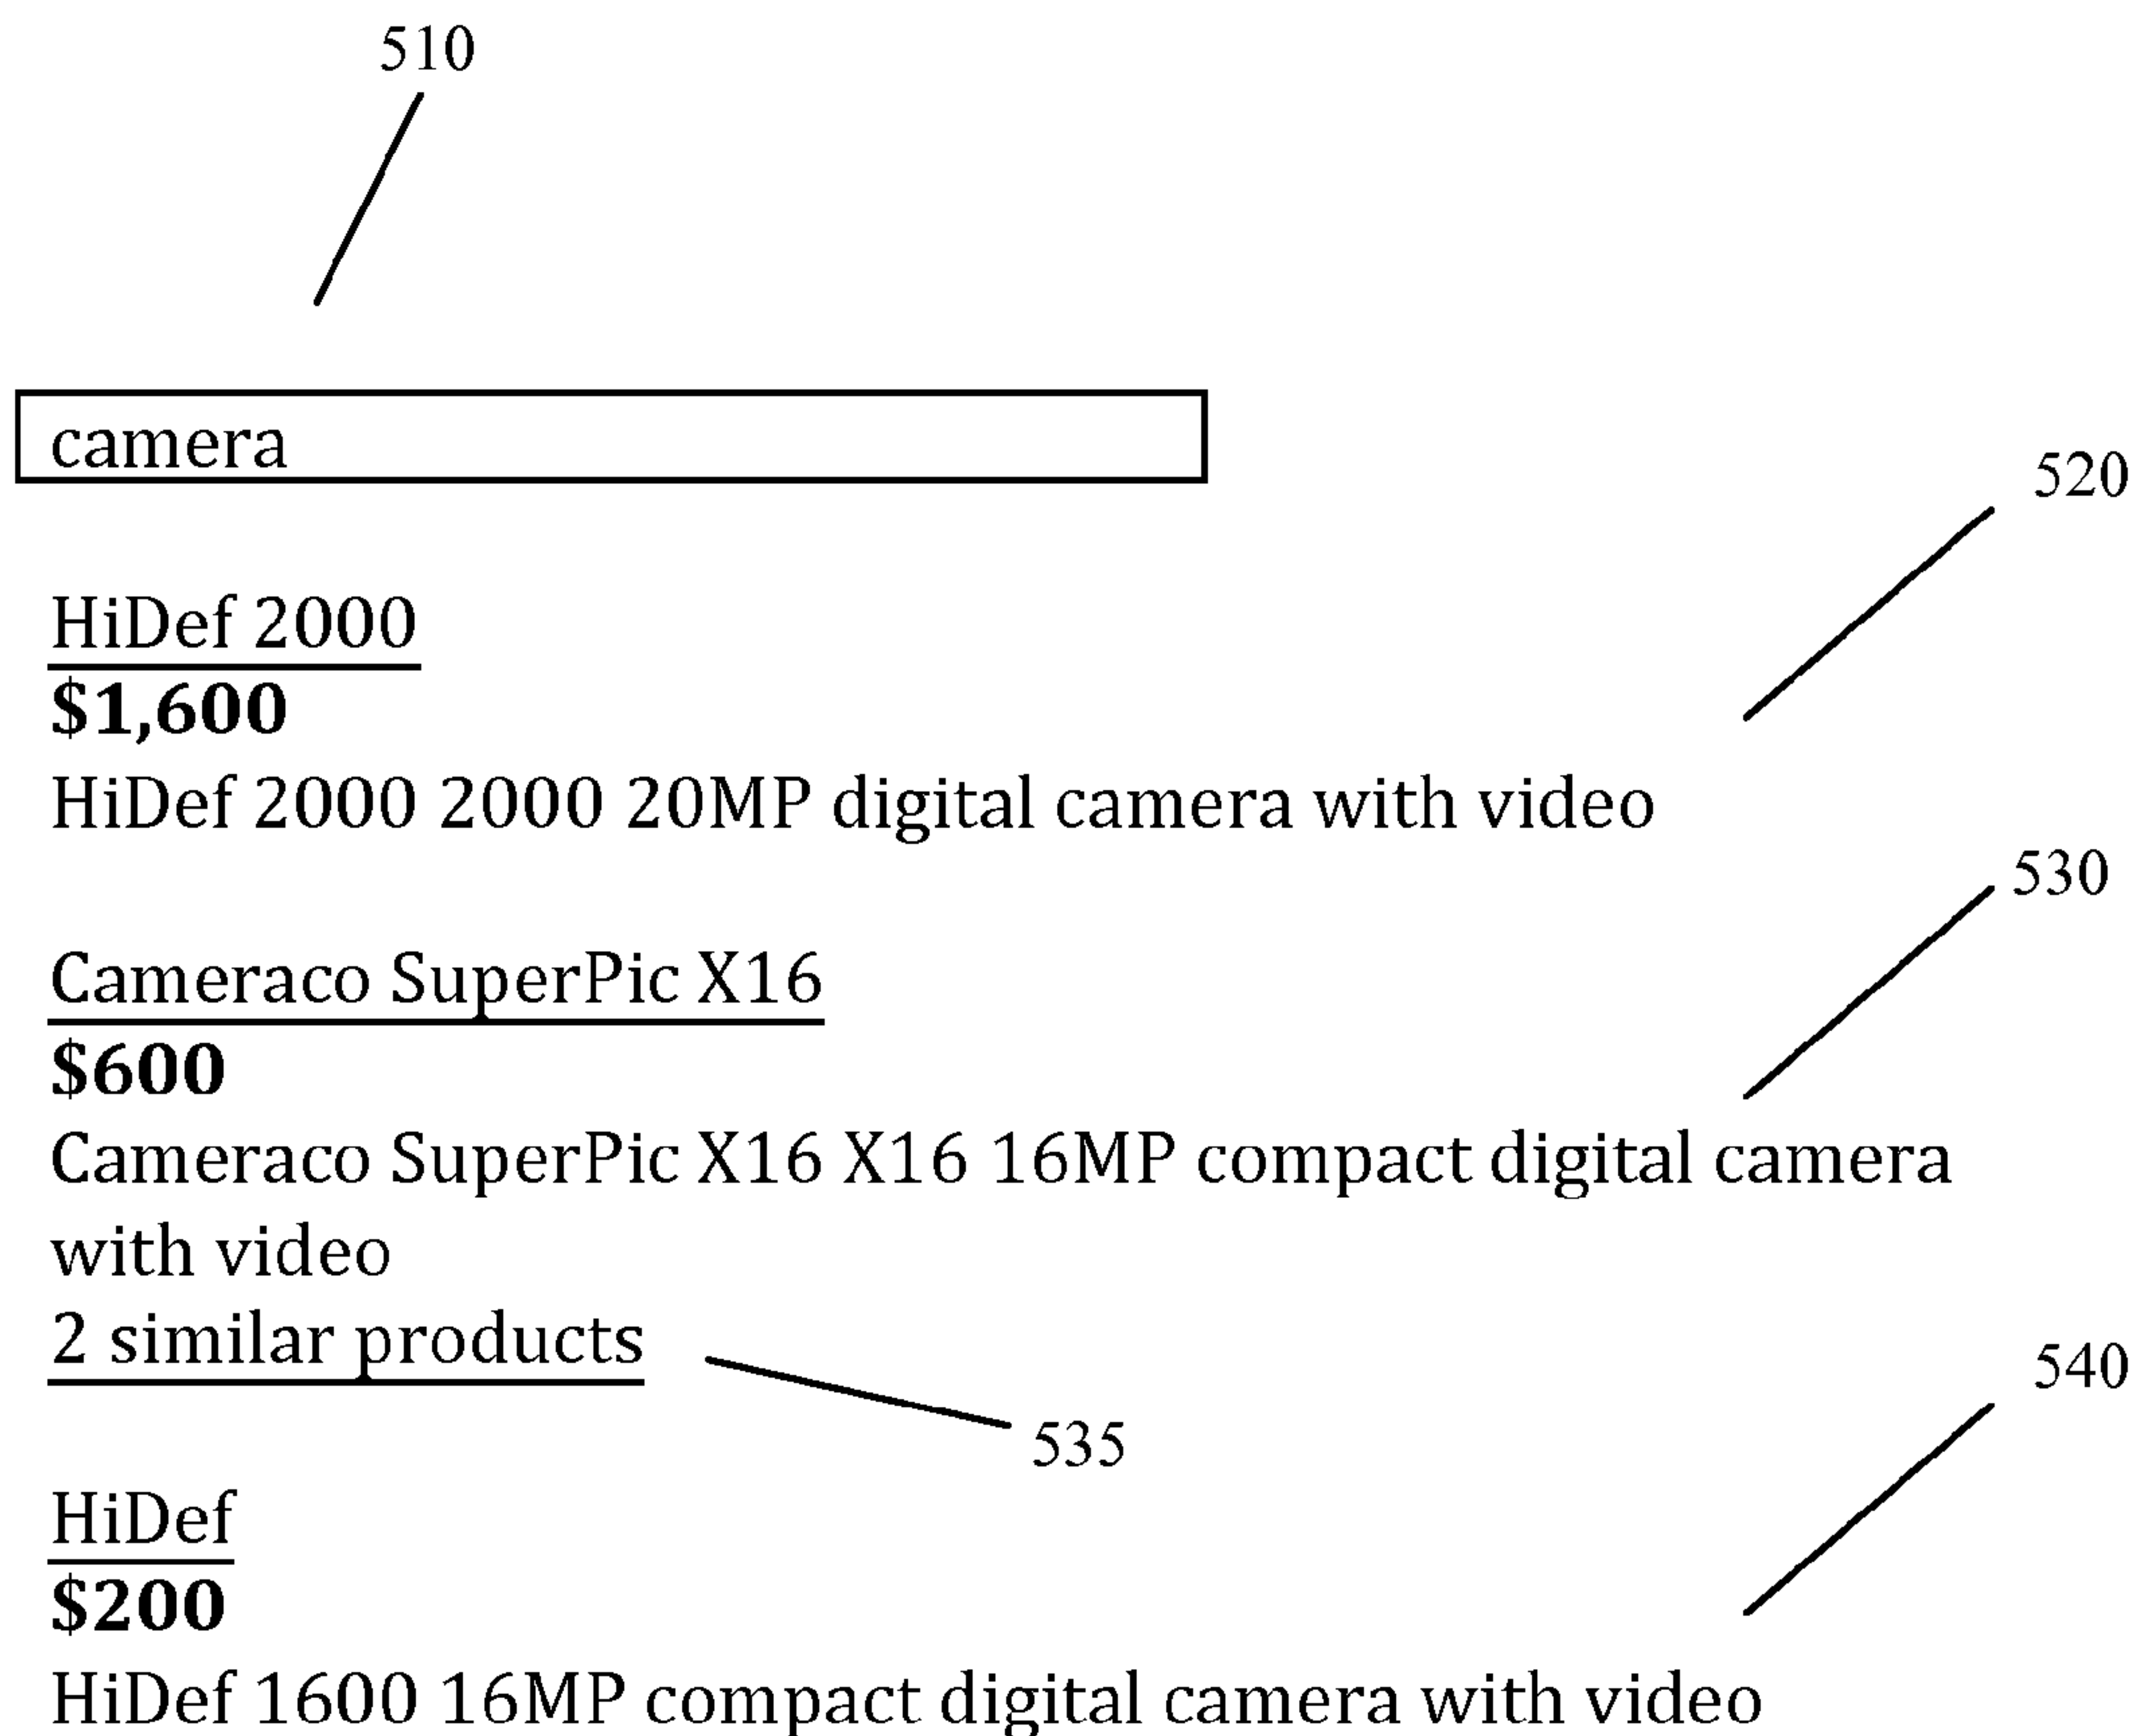 510
camera
520
HiDef 2000
$1,600
HiDef 2000 2000 20MP digital camera with video
530
Cameraco SuperPic X16
$600
Cameraco SuperPic X16 X16 16MP compact digital camera
with video
2 similar products
540
535
HiDef
$200
HiDef 1600 16MP compact digital camera with video